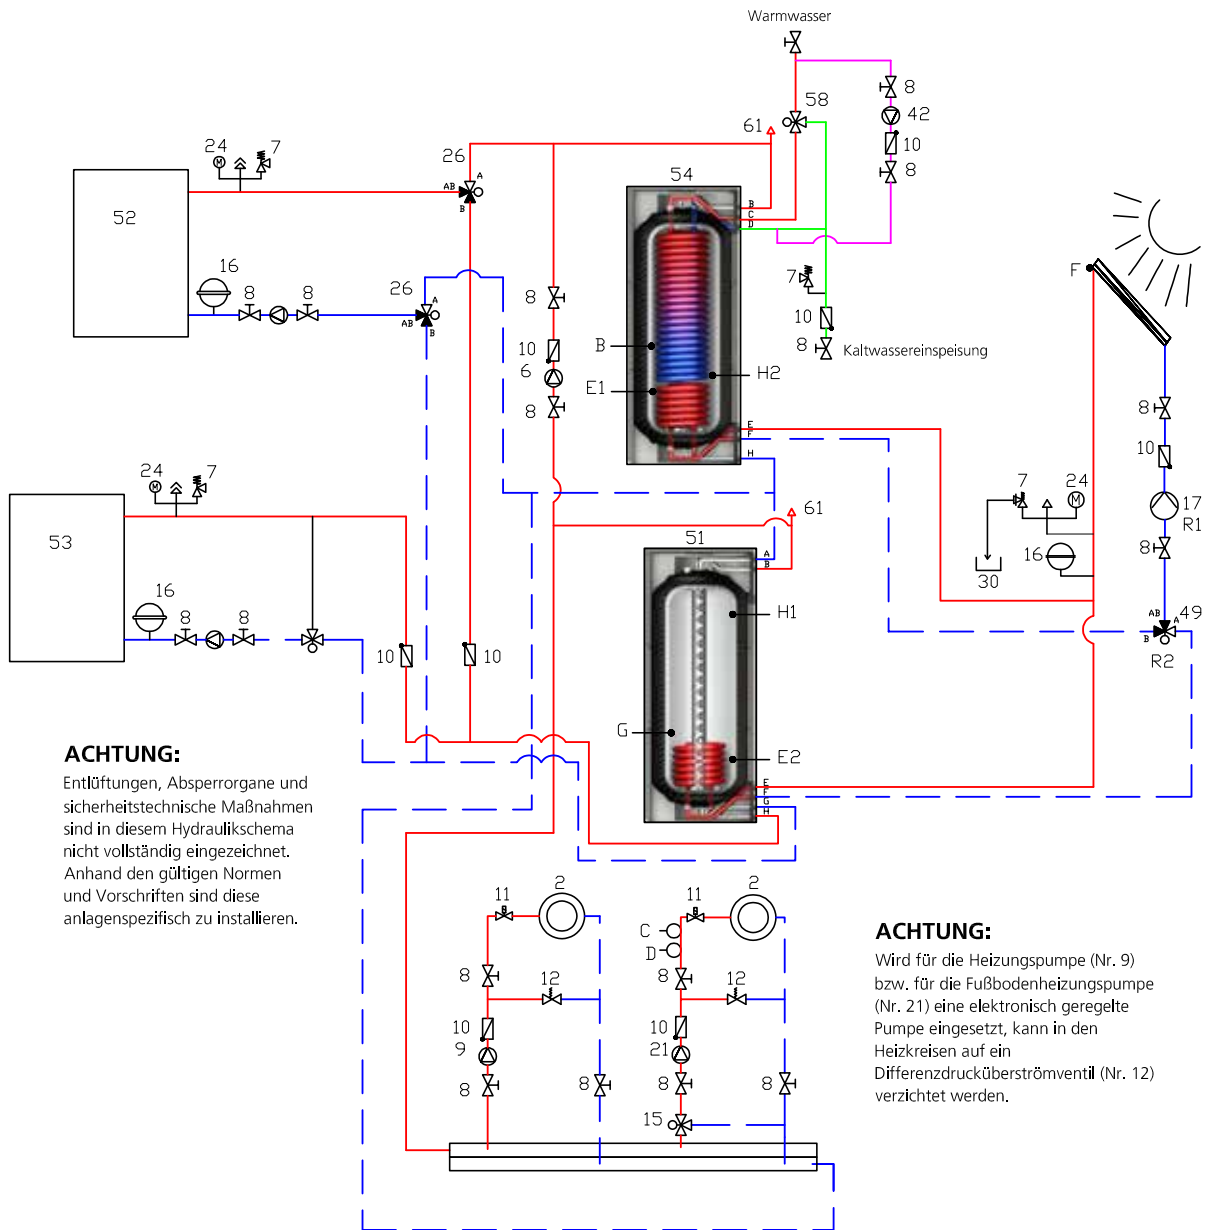 Warmwasser
8
58
42
61
10
8
24
7
26
A
AB
B
54
B
C
D
52
16
8
8
26
A
AB
B
8
7
10
10
8
Kaltwassereinspeisung
6
B
H2
E1
8
E
F
H
F
8
10
17
R1
8
24
7
53
61
51
A
B
7
24
16
30
16
8
8
H1
AB
A
B
49
R2
10
10
G
E2
E
F
G
H
ACHTUNG:
Entlüftungen, Absperrorgane und
sicherheitstechnische Maßnahmen
sind in diesem Hydraulikschema
nicht vollständig eingezeichnet.
Anhand den gültigen Normen
und Vorschriften sind diese
anlagenspezifisch zu installieren.
11
2
11
2
C
D
8
12
8
12
10
9
10
21
8
8
8
8
15
ACHTUNG:
Wird für die Heizungspumpe (Nr. 9)
bzw. für die Fußbodenheizungspumpe
(Nr. 21) eine elektronisch geregelte
Pumpe eingesetzt, kann in den
Heizkreisen auf ein
Differenzdrucküberströmventil (Nr. 12)
verzichtet werden.